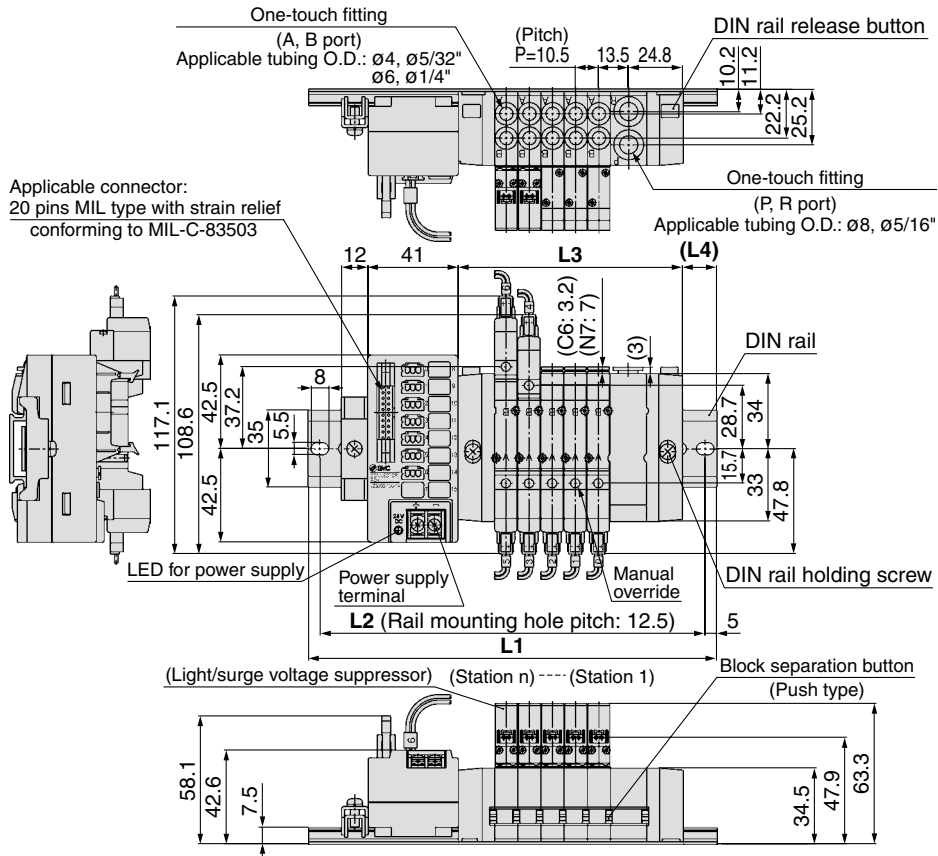 One-touch fitting
(A, B port)
Applicable tubing O.D.: ø4, ø5/32"
ø6, ø1/4"
(Pitch)
P=10.5
13.5
24.8
DIN rail release button
10.2
11.2
22.2
25.2
One-touch fitting
(P, R port)
Applicable tubing O.D.: ø8, ø5/16"
Applicable connector:
20 pins MIL type with strain relief
conforming to MIL-C-83503
12
41
L3
(L4)
(C6: 3.2)
(N7: 7)
(3)
DIN rail
117.1
108.6
42.5
37.2
35
8
5.5
42.5
28.7
34
15.7
33
47.8
SMC
24V
DC
LED for power supply
Power supply
terminal
Manual
override
DIN rail holding screw
L2 (Rail mounting hole pitch: 12.5)
5
L1
(Light/surge voltage suppressor)
(Station n) ---- (Station 1)
Block separation button
(Push type)
58.1
42.6
7.5
34.5
47.9
63.3